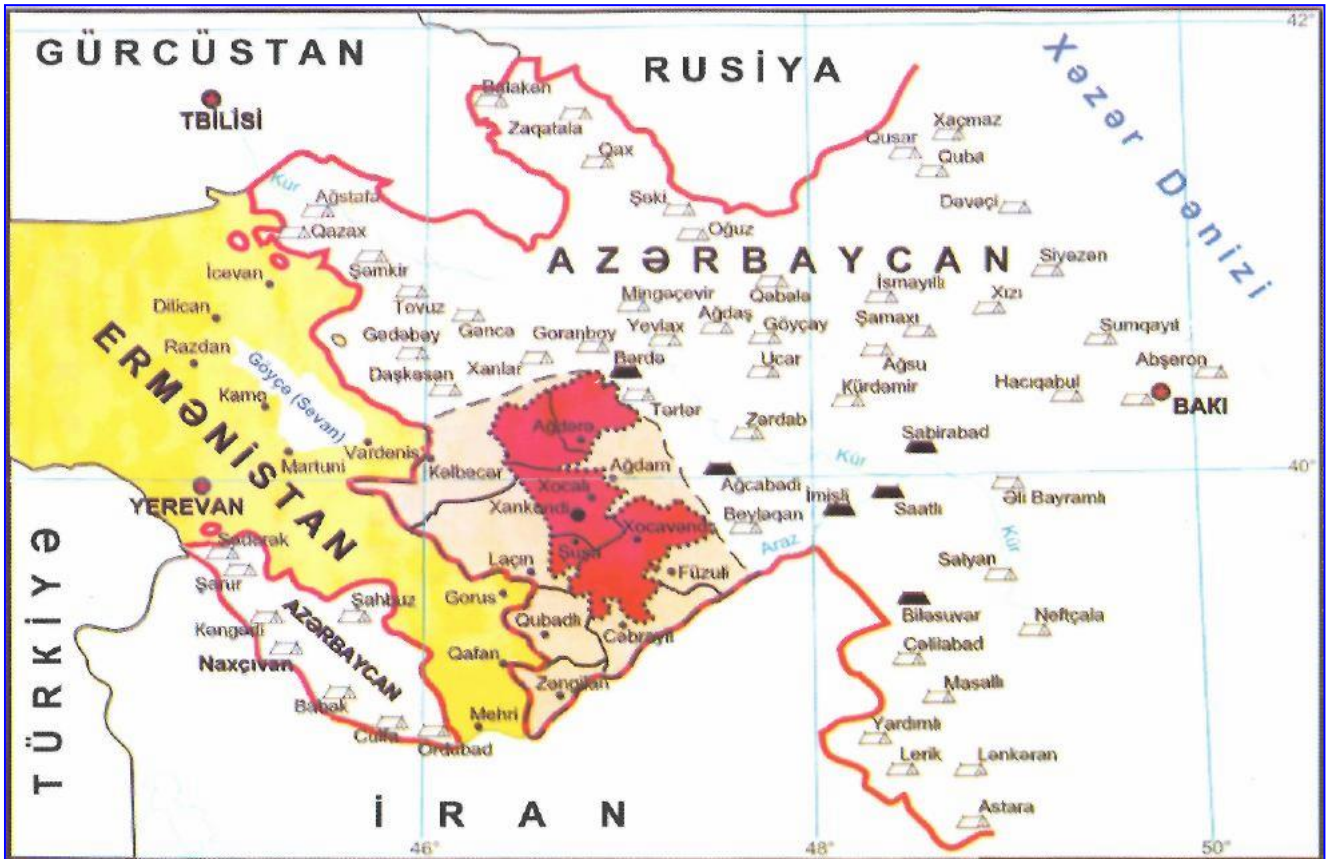 GÜRCÜSTAN
RUSİYA
42°
Xəzər Dənizi
TBİLİSİ
Balakən
Zaqatala
Qax
Qusar
Xaçmaz
Quba
Kür
Ağstafa
Şəki
Dəvəçi
Qazax
Oğuz
AZƏRBAYCAN
İcevan
Şəmkir
Siyəzən
Dilican
Tovuz
Mingəçevir
Qəbələ
İsmayıllı
Xızı
Gədəbəy
Gəncə
Goranboy
Yevlax
Ağdaş
Göyçay
Şamaxı
Sumqayıt
Razdan
Göyçə (Sevan)
Daşkəsən
Xanlar
Bərdə
Ucar
Ağsu
Abşeron
Kamo
Kürdəmir
Hacıqabul
BAKI
ERMƏNİSTAN
Tərtər
Zərdab
Ağdərə
Sabirabad
Vardenis
Martuni
Kəlbəcər
Ağdam
Kür
40°
YEREVAN
Xocalı
Ağcabədi
İmişli
Saatlı
Əli Bayramlı
Xankəndi
Xocavənd
Beyləqan
Kür
Sədərək
Şuşa
Araz
Laçın
Füzuli
Salyan
Şərur
Şahbuz
Gorus
Biləsuvar
Neftçala
AZƏRBAYCAN
Kəngərli
Qubadlı
Cəbrayıl
Cəlilabad
Naxçıvan
Qafan
Zəngilan
Masallı
Babək
Mehri
Yardımlı
Culfa
Ordubad
Lerik
Lənkəran
TÜRKİYƏ
İRAN
Astara
46°
48°
50°